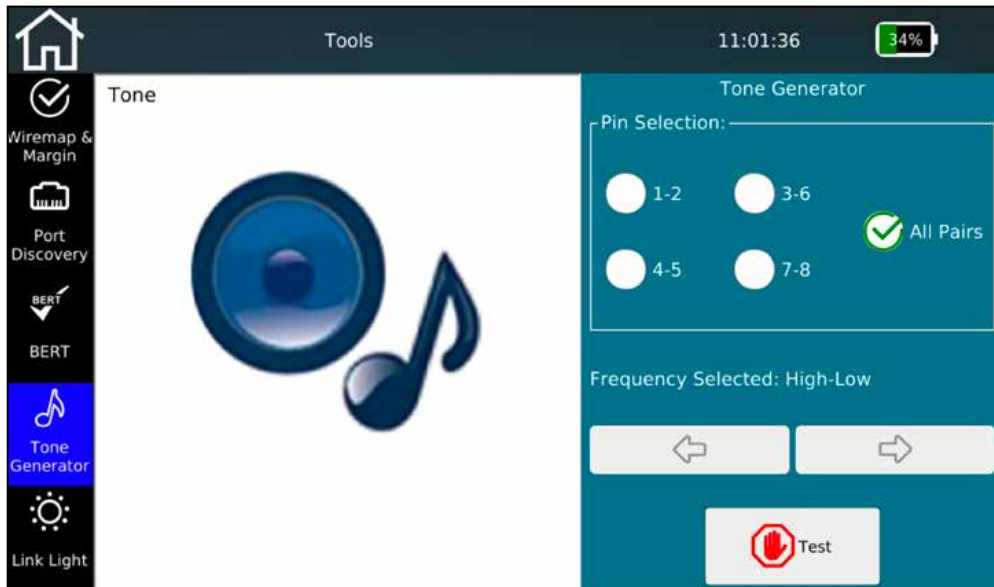 Tools
11:01:36
34%
Wiremap &
Margin
Port
Discovery
BERT
BERT
Tone
Generator
Link Light
Tone
Tone Generator
Pin Selection:
1-2
3-6
All Pairs
4-5
7-8
Frequency Selected: High-Low
Test